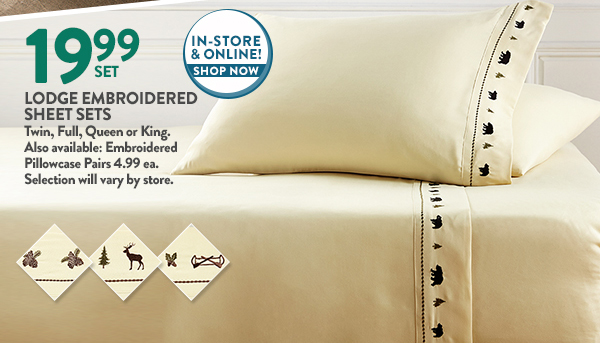 19.99
SET
IN-STORE
& ONLINE!
SHOP NOW
LODGE EMBROIDERED
SHEET SETS
Twin, Full, Queen or King.
Also available: Embroidered
Pillowcase Pairs 4.99 ea.
Selection will vary by store.